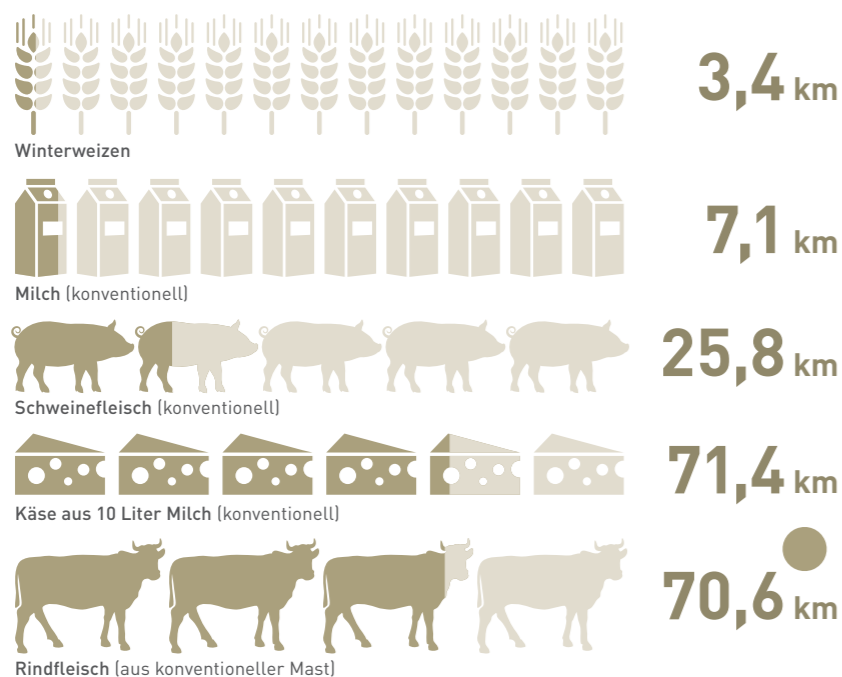 3,4 km
Winterweizen
7,1 km
Milch (konventionell)
25,8 km
Schweinefleisch (konventionell)
71,4 km
Käse aus 10 Liter Milch (konventionell)
70,6 km
Rindfleisch (aus konventioneller Mast)